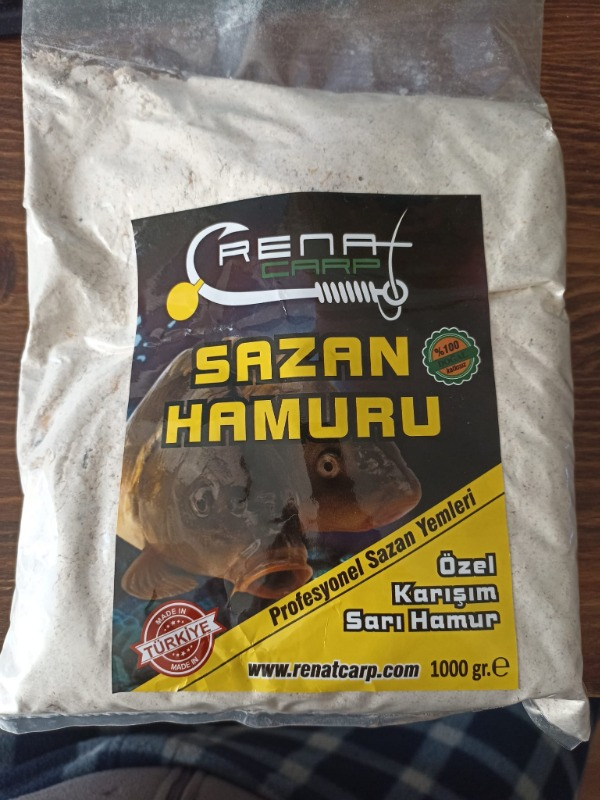 RENAT
CARP
SAZAN
HAMURU
%100
katkısız
Profesyonel Sazan Yemleri
Özel
Karışım
Sarı Hamur
MADE IN
TÜRKİYE
MADE IN
www.renatcarp.com 1000 gr.℮